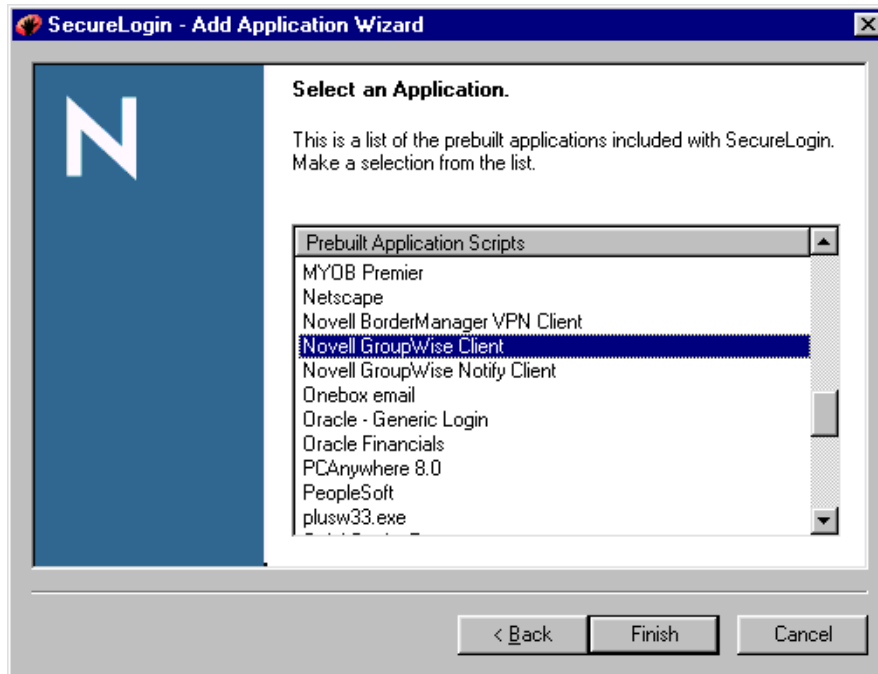 SecureLogin - Add Application Wizard
N
Select an Application.
This is a list of the prebuilt applications included with SecureLogin.
Make a selection from the list.
Prebuilt Application Scripts
MYOB Premier
Netscape
Novell BorderManager VPN Client
Novell GroupWise Client
Novell GroupWise Notify Client
Onebox email
Oracle - Generic Login
Oracle Financials
PCAnywhere 8.0
PeopleSoft
plusw33.exe
< Back
Finish
Cancel